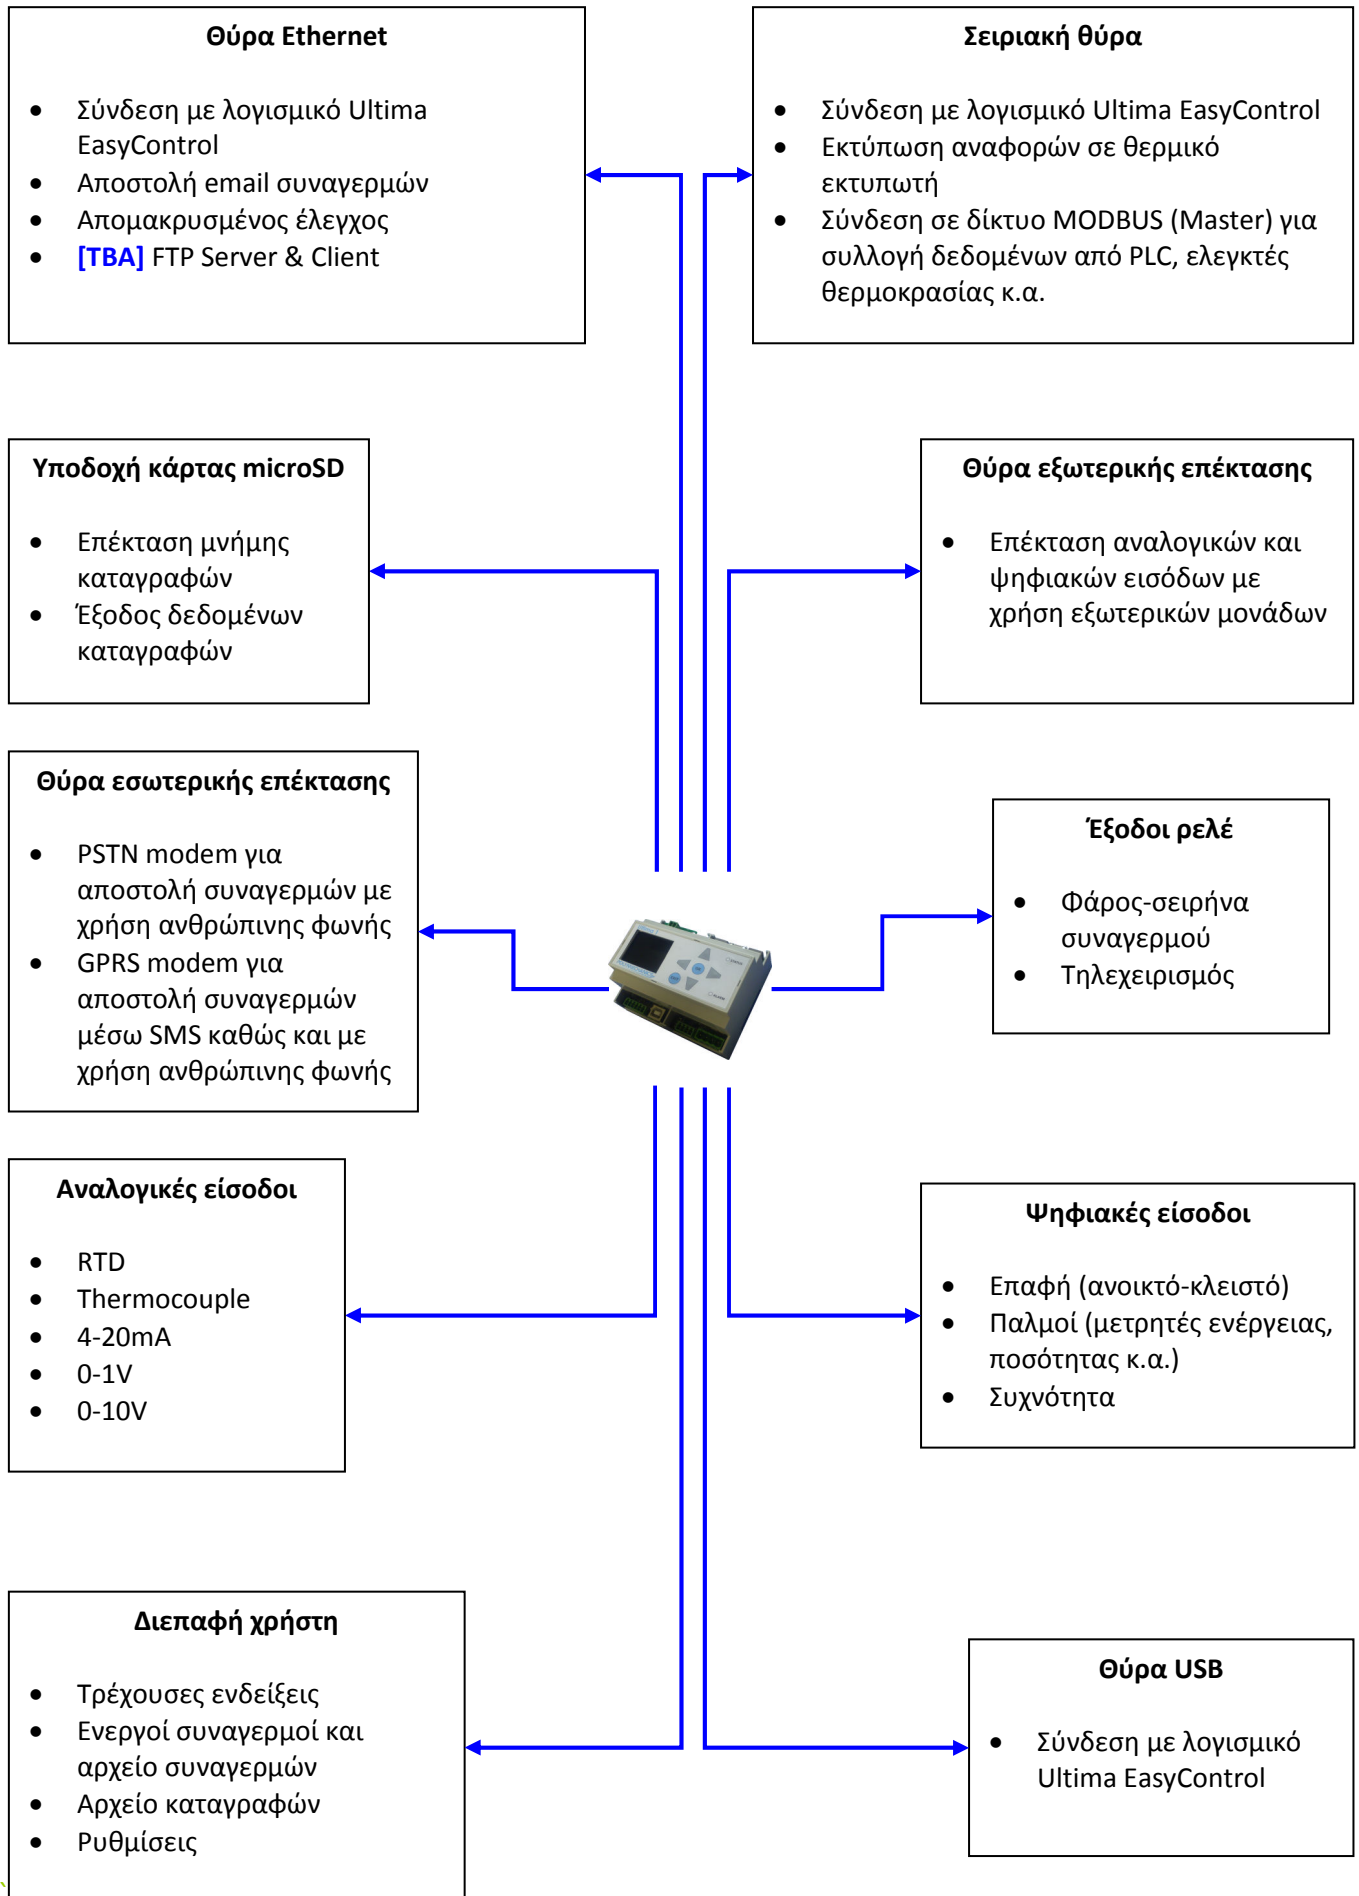 Θύρα Ethernet
• Σύνδεση με λογισμικό Ultima
EasyControl
• Αποστολή email συναγερμών
• Απομακρυσμένος έλεγχος
• [TBA] FTP Server & Client
Σειριακή θύρα
• Σύνδεση με λογισμικό Ultima EasyControl
• Εκτύπωση αναφορών σε θερμικό
εκτυπωτή
• Σύνδεση σε δίκτυο MODBUS (Master) για
συλλογή δεδομένων από PLC, ελεγκτές
θερμοκρασίας κ.α.
Υποδοχή κάρτας microSD
• Επέκταση μνήμης
καταγραφών
• Έξοδος δεδομένων
καταγραφών
Θύρα εξωτερικής επέκτασης
• Επέκταση αναλογικών και
ψηφιακών εισόδων με
χρήση εξωτερικών μονάδων
Θύρα εσωτερικής επέκτασης
• PSTN modem για
αποστολή συναγερμών με
χρήση ανθρώπινης φωνής
• GPRS modem για
αποστολή συναγερμών
μέσω SMS καθώς και με
χρήση ανθρώπινης φωνής
Έξοδοι ρελέ
• Φάρος-σειρήνα
συναγερμού
• Τηλεχειρισμός
Αναλογικές είσοδοι
• RTD
• Thermocouple
• 4-20mA
• 0-1V
• 0-10V
Ψηφιακές είσοδοι
• Επαφή (ανοικτό-κλειστό)
• Παλμοί (μετρητές ενέργειας,
ποσότητας κ.α.)
• Συχνότητα
Διεπαφή χρήστη
• Τρέχουσες ενδείξεις
• Ενεργοί συναγερμοί και
αρχείο συναγερμών
• Αρχείο καταγραφών
• Ρυθμίσεις
Θύρα USB
• Σύνδεση με λογισμικό
Ultima EasyControl